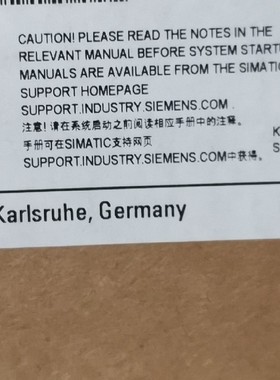 CAUTION! PLEASE READ THE NOTES IN THE
RELEVANT MANUAL BEFORE SYSTEM START
MANUALS ARE AVAILABLE FROM THE SIMATIC
SUPPORT HOMEPAGE
SUPPORT.INDUSTRY.SIEMENS.COM .
注意! 请在系统启动之前阅读相应手册中的注释。
手册可在SIMATIC支持网页
SUPPORT.INDUSTRY.SIEMENS.COM中获得。
K
S
Karlsruhe, Germany